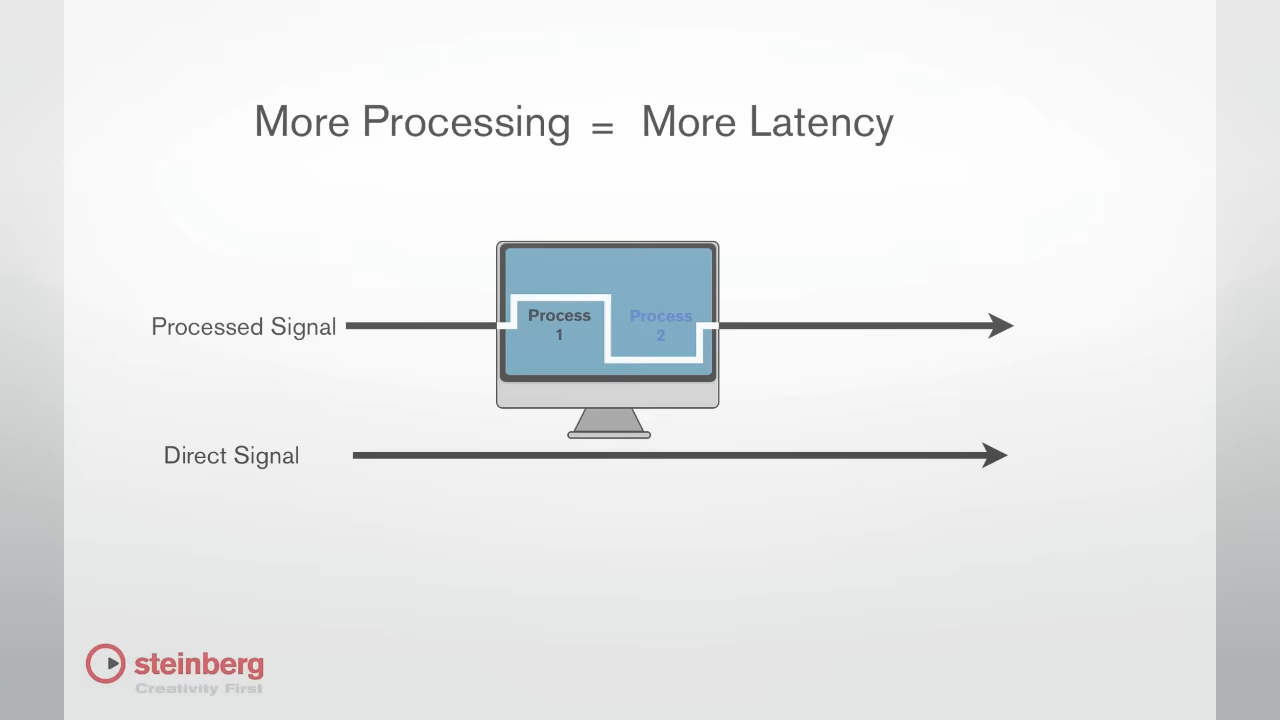 More Processing = More Latency
Processed Signal
Process
1
Process
2
Direct Signal
steinberg
Creativity First